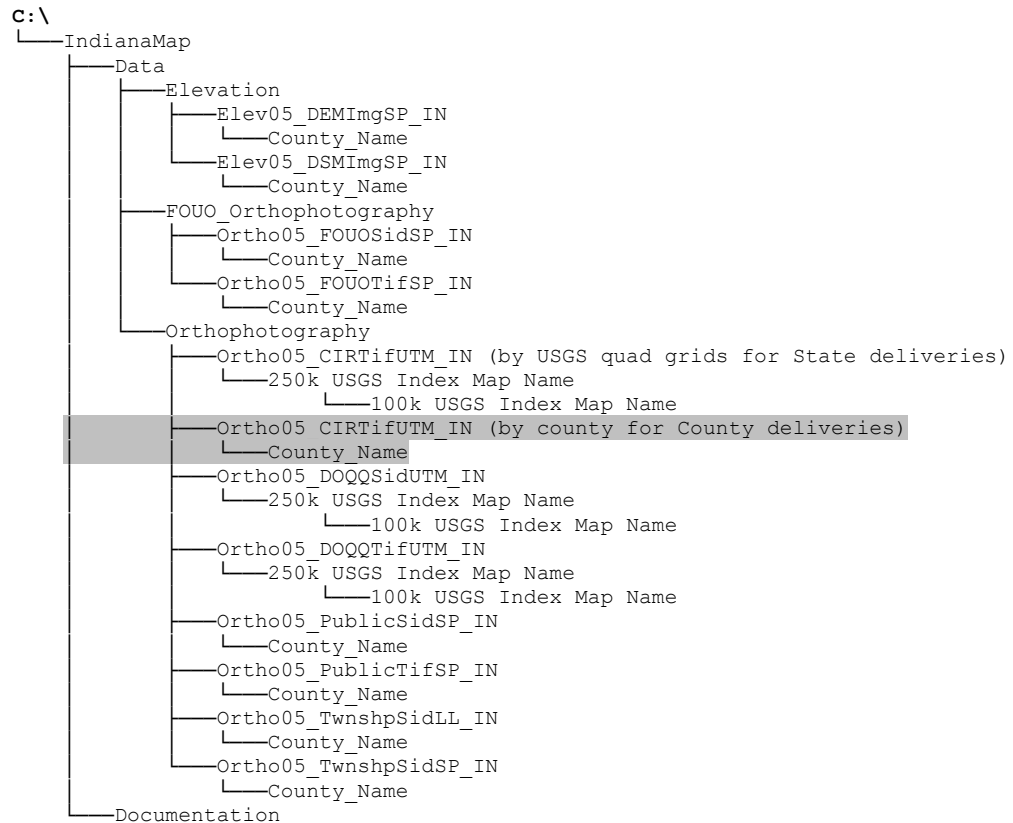 C:\
IndianaMap
Data
Elevation
Elev05_DEMImgSP_IN
County_Name
Elev05_DSMImgSP_IN
County_Name
FOUO_Orthophotography
Ortho05_FOUOSidSP_IN
County_Name
Ortho05_FOUOTifSP_IN
County_Name
Orthophotography
Ortho05_CIRTifUTM_IN (by USGS quad grids for State deliveries)
250k USGS Index Map Name
100k USGS Index Map Name
Ortho05 CIRTifUTM_IN (by county for County deliveries)
County_Name
Ortho05_DOQQSidUTM_IN
250k USGS Index Map Name
100k USGS Index Map Name
Ortho05_DOQQTifUTM_IN
250k USGS Index Map Name
100k USGS Index Map Name
Ortho05_PublicSidSP_IN
County_Name
Ortho05_PublicTifSP_IN
County_Name
Ortho05_TwnshpSidLL_IN
County_Name
Ortho05_TwnshpSidSP_IN
County_Name
Documentation